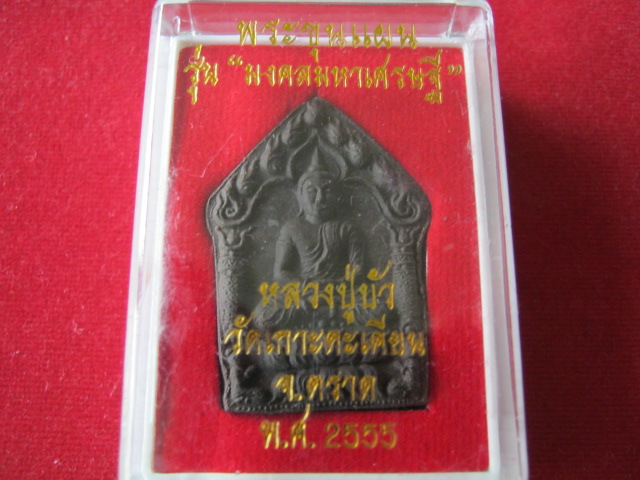 พระขุนแผน
รุ่น “มงคลมหาเศรษฐี”
หลวงปู่บัว
วัดเกาะตะเคียน
จ.ตราด
พ.ศ. 2555